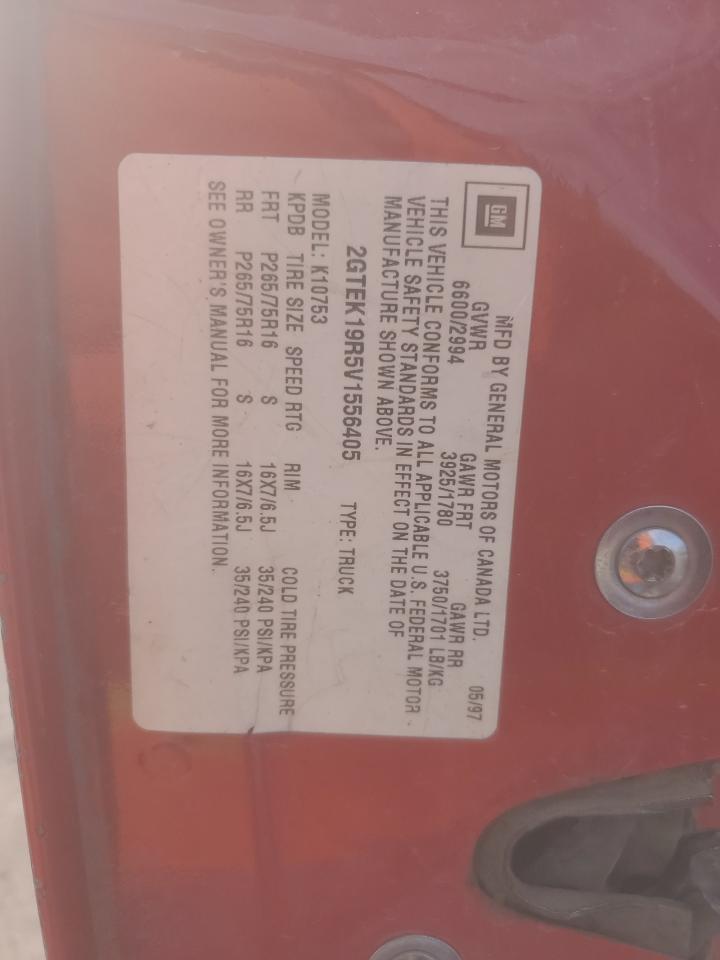 GM
MFD BY GENERAL MOTORS OF CANADA LTD.
GVWR GAWR FRT GAWR RR 05/97
6600/2994 3925/1780 3750/1701 LB/KG
THIS VEHICLE CONFORMS TO ALL APPLICABLE U.S. FEDERAL MOTOR
VEHICLE SAFETY STANDARDS IN EFFECT ON THE DATE OF
MANUFACTURE SHOWN ABOVE.
2GTEK19R5V1556405 TYPE: TRUCK
MODEL: K10753
KPDB TIRE SIZE SPEED RTG RIM COLD TIRE PRESSURE
FRT P265/75R16 S 16X7/6.5J 35/240 PSI/KPA
RR P265/75R16 S 16X7/6.5J 35/240 PSI/KPA
SEE OWNER'S MANUAL FOR MORE INFORMATION.